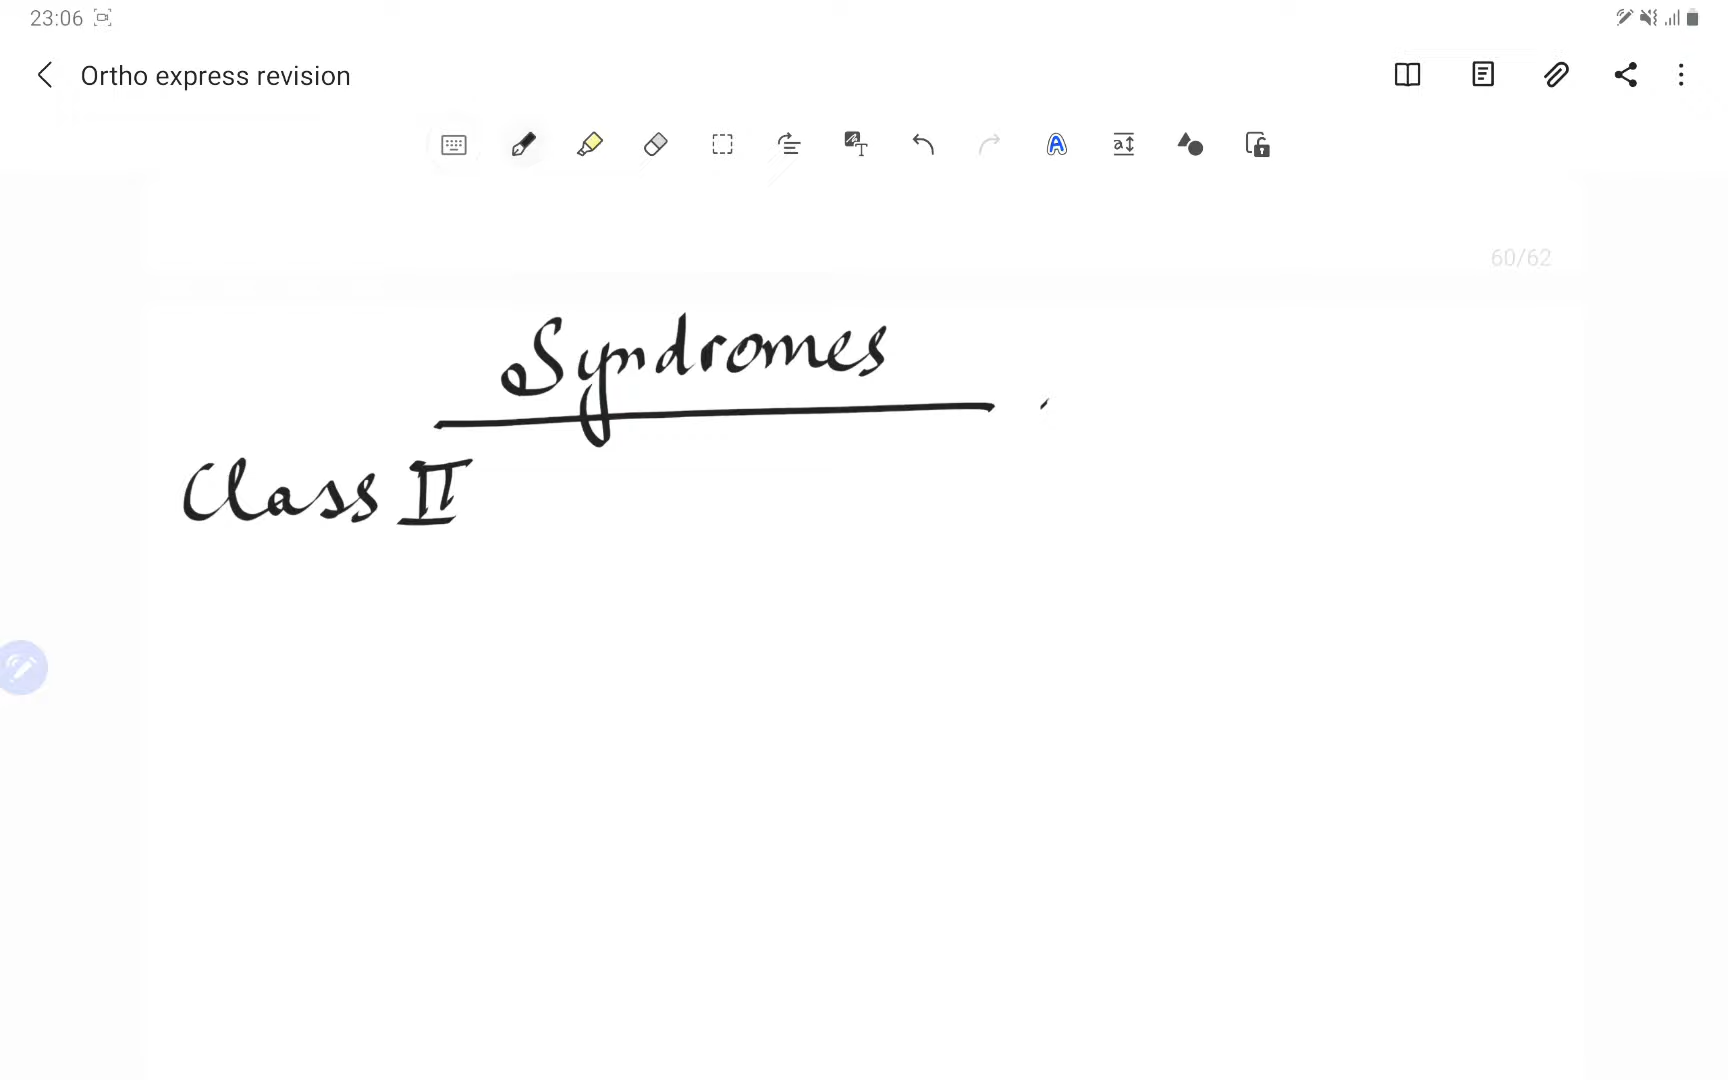 23:06
Ortho express revision
60/62
Syndromes
Class II